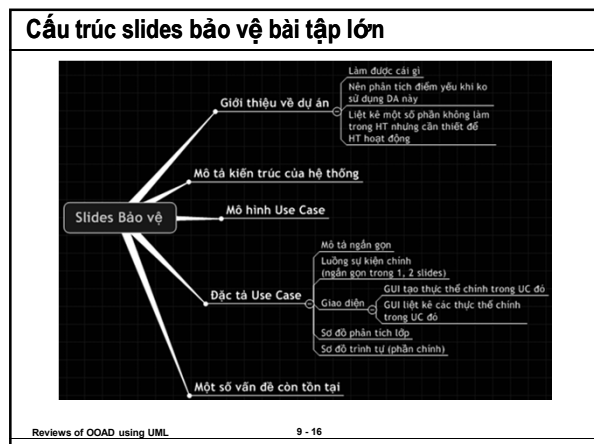 Cấu trúc slides bảo vệ bài tập lớn
Slides Bảo vệ
Giới thiệu về dự án
Làm được cái gì
Nên phân tích điểm yếu khi ko
sử dụng DA này
Liệt kê một số phần không làm
trong HT nhưng cần thiết để
HT hoạt động
Mô tả kiến trúc của hệ thống
Mô hình Use Case
Đặc tả Use Case
Mô tả ngắn gọn
Luồng sự kiện chính
(ngắn gọn trong 1, 2 slides)
Giao diện
GUI tạo thực thể chính trong UC đó
GUI liệt kê các thực thể chính
trong UC đó
Sơ đồ phân tích lớp
Sơ đồ trình tự (phần chính)
Một số vấn đề còn tồn tại
Reviews of OOAD using UML
9 - 16